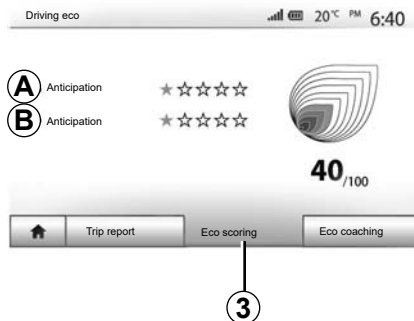 Driving eco 20°C PM 6:40
A Anticipation
B Anticipation
40/100
Trip report Eco scoring Eco coaching
3